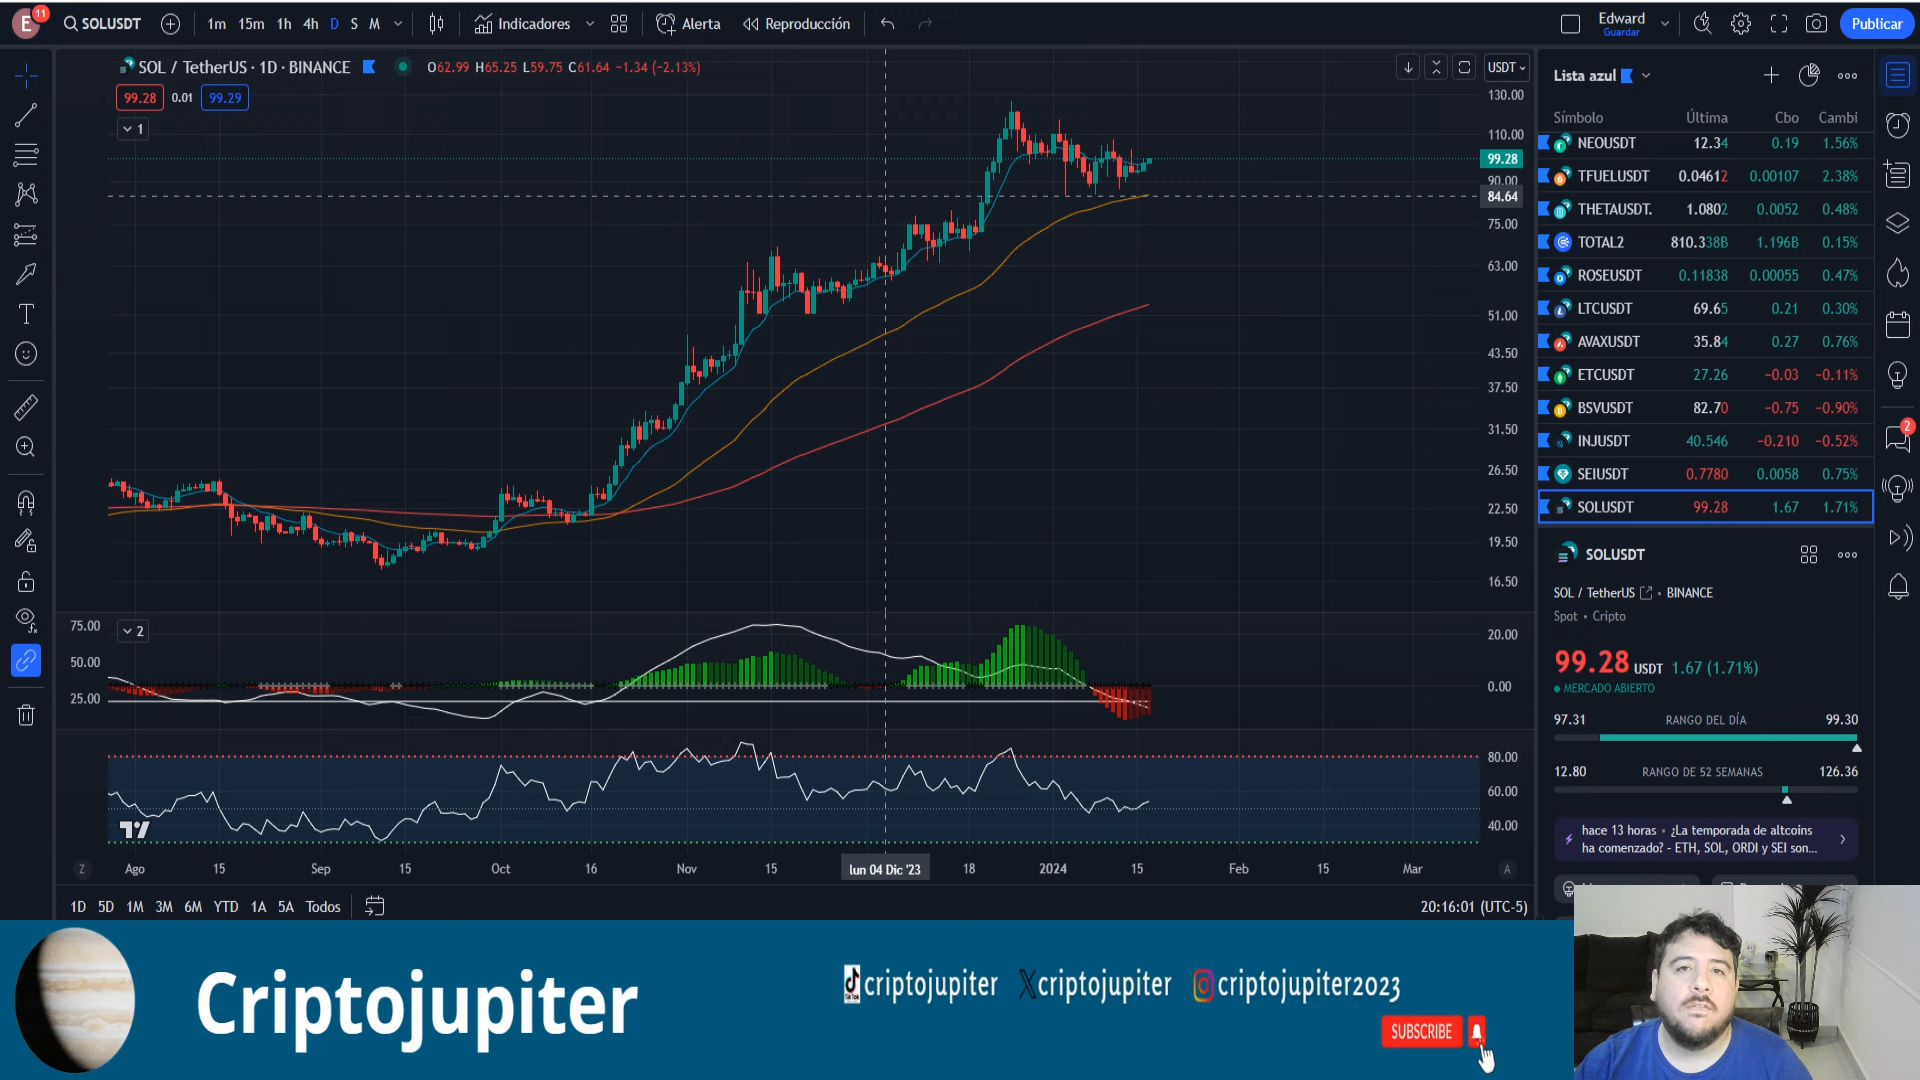 E 11 SOLUSDT 1m 15m 1h 4h D S M Indicadores Alerta Reproducción Edward Guardar Publicar
SOL / TetherUS · 1D · BINANCE O62.99 H65.25 L59.75 C61.64 −1.34 (−2.13%) USDT
99.28 0.01 99.29
1
130.00
110.00
99.28
90.00
84.64
75.00
63.00
51.00
43.50
37.50
31.50
26.50
22.50
19.50
16.50
2
75.00
50.00
25.00
20.00
0.00
80.00
60.00
40.00
Z Ago 15 Sep 15 Oct 16 Nov 15 lun 04 Dic '23 18 2024 15 Feb 15 Mar A
1D 5D 1M 3M 6M YTD 1A 5A Todos 20:16:01 (UTC-5)
Lista azul
Símbolo Última Cbo Cambi
NEOUSDT 12.34 0.19 1.56%
TFUELUSDT 0.04612 0.00107 2.38%
THETAUSDT. 1.0802 0.0052 0.48%
TOTAL2 810.338B 1.196B 0.15%
ROSEUSDT 0.11838 0.00055 0.47%
LTCUSDT 69.65 0.21 0.30%
AVAXUSDT 35.84 0.27 0.76%
ETCUSDT 27.26 −0.03 −0.11%
BSVUSDT 82.70 −0.75 −0.90%
INJUSDT 40.546 −0.210 −0.52%
SEIUSDT 0.7780 0.0058 0.75%
SOLUSDT 99.28 1.67 1.71%
SOLUSDT
SOL / TetherUS • BINANCE
Spot • Cripto
99.28 USDT 1.67 (1.71%)
MERCADO ABIERTO
97.31 RANGO DEL DÍA 99.30
12.80 RANGO DE 52 SEMANAS 126.36
hace 13 horas • ¿La temporada de altcoins
ha comenzado? - ETH, SOL, ORDI y SEI son...
2
Criptojupiter
criptojupiter criptojupiter criptojupiter2023
SUBSCRIBE